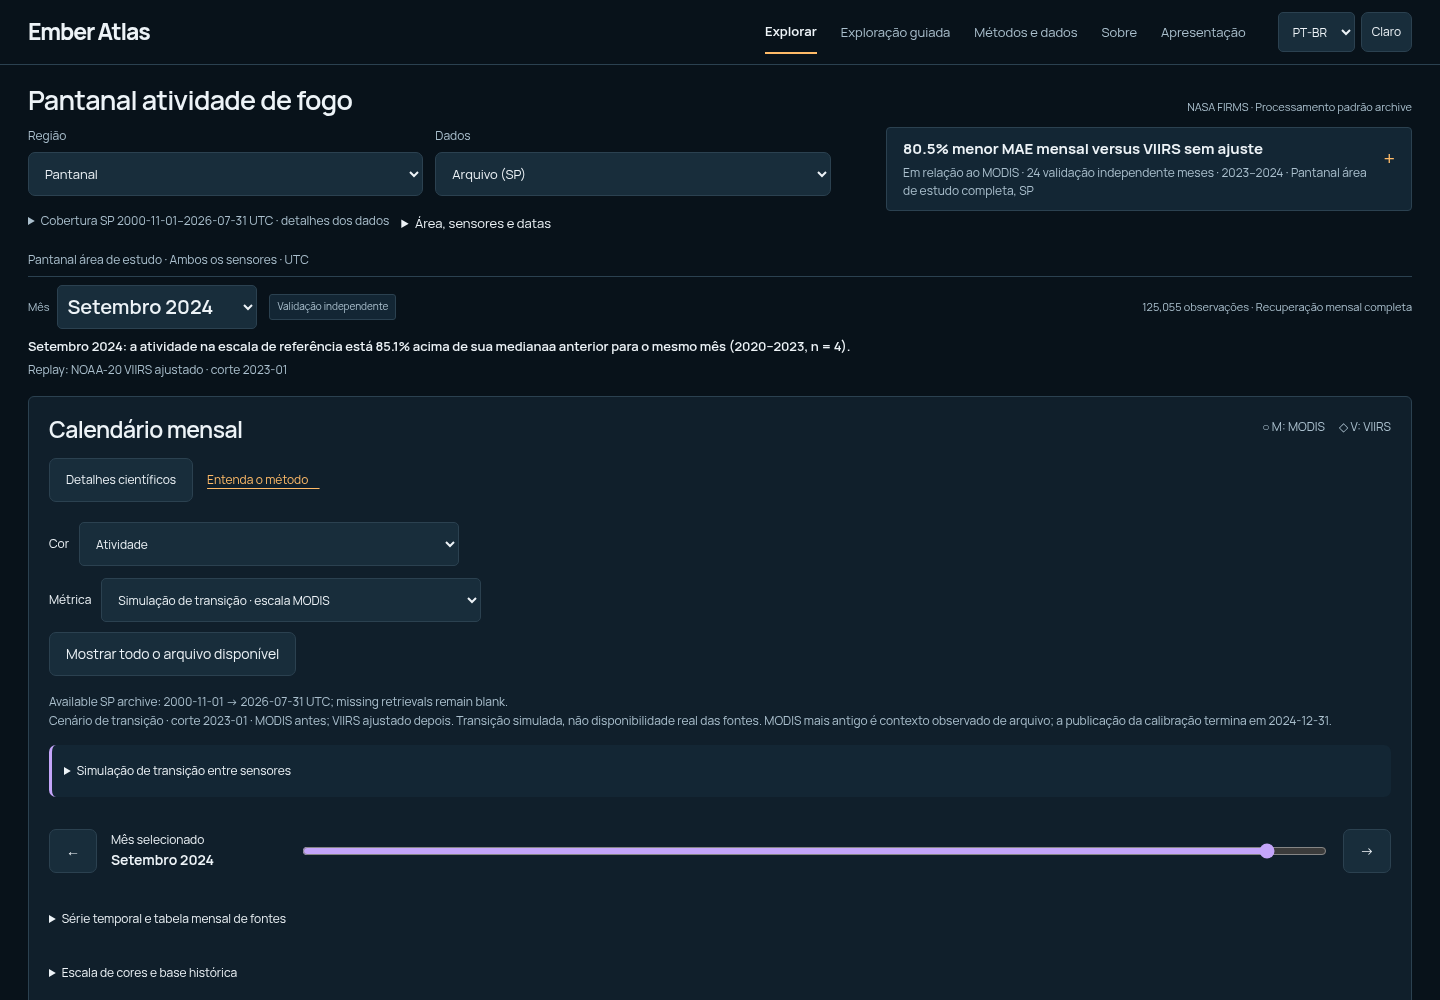 Ember Atlas
Explorar
Exploração guiada
Métodos e dados
Sobre
Apresentação
PT-BR
Claro
Pantanal atividade de fogo
NASA FIRMS · Processamento padrão archive
Região
Dados
Pantanal
Arquivo (SP)
80.5% menor MAE mensal versus VIIRS sem ajuste
+
Em relação ao MODIS · 24 validação independente meses · 2023–2024 · Pantanal área
de estudo completa, SP
▶ Cobertura SP 2000-11-01–2026-07-31 UTC · detalhes dos dados
▶ Área, sensores e datas
Pantanal área de estudo · Ambos os sensores · UTC
Mês
Setembro 2024
Validação independente
125,055 observações · Recuperação mensal completa
Setembro 2024: a atividade na escala de referência está 85.1% acima de sua medianaa anterior para o mesmo mês (2020–2023, n = 4).
Replay: NOAA-20 VIIRS ajustado · corte 2023-01
Calendário mensal
○ M: MODIS
◇ V: VIIRS
Detalhes científicos
Entenda o método
Cor
Atividade
Métrica
Simulação de transição · escala MODIS
Mostrar todo o arquivo disponível
Available SP archive: 2000-11-01 → 2026-07-31 UTC; missing retrievals remain blank.
Cenário de transição · corte 2023-01 · MODIS antes; VIIRS ajustado depois. Transição simulada, não disponibilidade real das fontes. MODIS mais antigo é contexto observado de arquivo; a publicação da calibração termina em 2024-12-31.
▶ Simulação de transição entre sensores
←
Mês selecionado
Setembro 2024
→
▶ Série temporal e tabela mensal de fontes
▶ Escala de cores e base histórica